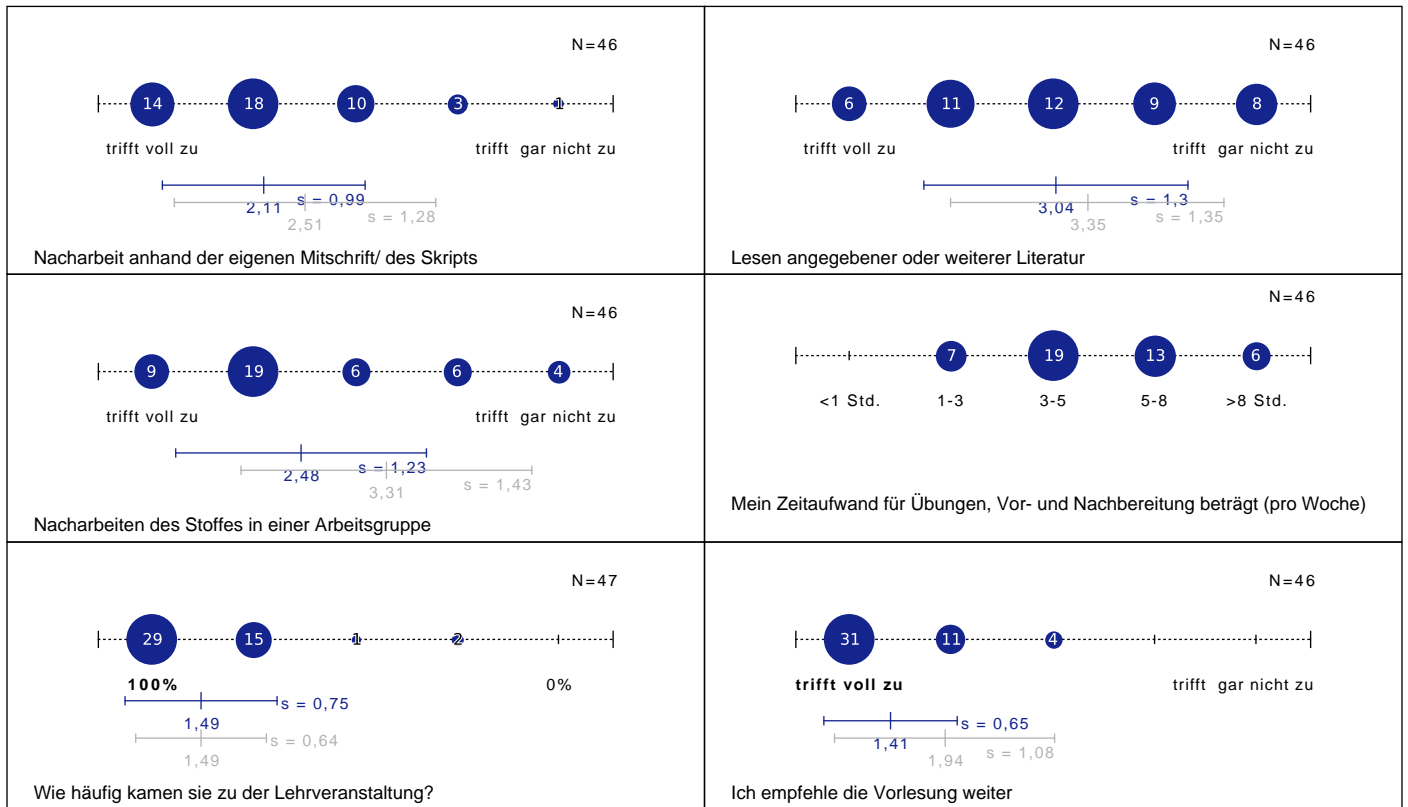 N=46
14 18 10 3 1
trifft voll zu trifft gar nicht zu
s = 0,99
2,11
s = 1,28
2,51
Nacharbeit anhand der eigenen Mitschrift/ des Skripts
N=46
6 11 12 9 8
trifft voll zu trifft gar nicht zu
s = 1,3
3,04
s = 1,35
3,35
Lesen angegebener oder weiterer Literatur
N=46
9 19 6 6 4
trifft voll zu trifft gar nicht zu
s = 1,23
2,48
s = 1,43
3,31
Nacharbeiten des Stoffes in einer Arbeitsgruppe
N=46
7 19 13 6
<1 Std. 1-3 3-5 5-8 >8 Std.
Mein Zeitaufwand für Übungen, Vor- und Nachbereitung beträgt (pro Woche)
N=47
29 15 1 2
100% 0%
s = 0,75
1,49
s = 0,64
1,49
Wie häufig kamen sie zu der Lehrveranstaltung?
N=46
31 11 4
trifft voll zu trifft gar nicht zu
s = 0,65
1,41
s = 1,08
1,94
Ich empfehle die Vorlesung weiter